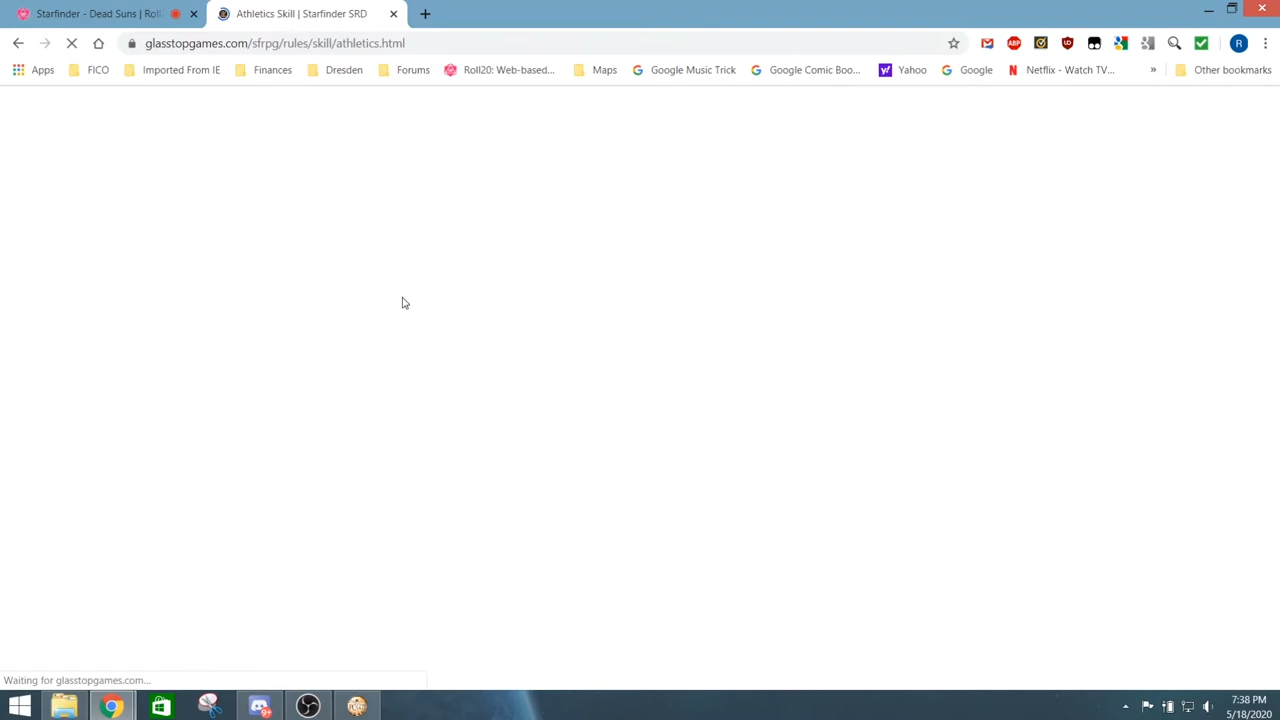 Starfinder - Dead Suns | Roll
Athletics Skill | Starfinder SRD
glasstopgames.com/sfrpg/rules/skill/athletics.html
ABP
R
Apps FICO Imported From IE Finances Dresden Forums Roll20: Web-based... Maps Google Music Trick Google Comic Boo... Yahoo Google Netflix - Watch TV... » Other bookmarks
Waiting for glasstopgames.com...
9+
7:38 PM
5/18/2020